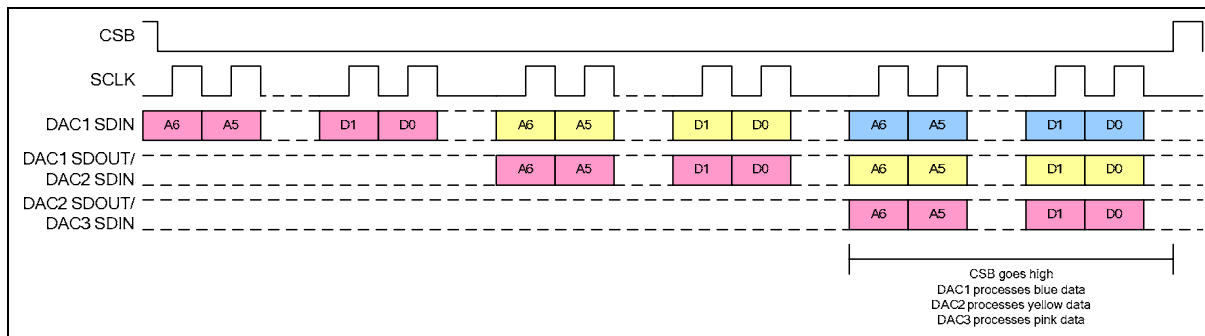 CSB
SCLK
DAC1 SDIN
A6 A5 D1 D0 A6 A5 D1 D0 A6 A5 D1 D0
DAC1 SDOUT/
DAC2 SDIN
A6 A5 D1 D0 A6 A5 D1 D0
DAC2 SDOUT/
DAC3 SDIN
A6 A5 D1 D0
CSB goes high
DAC1 processes blue data
DAC2 processes yellow data
DAC3 processes pink data